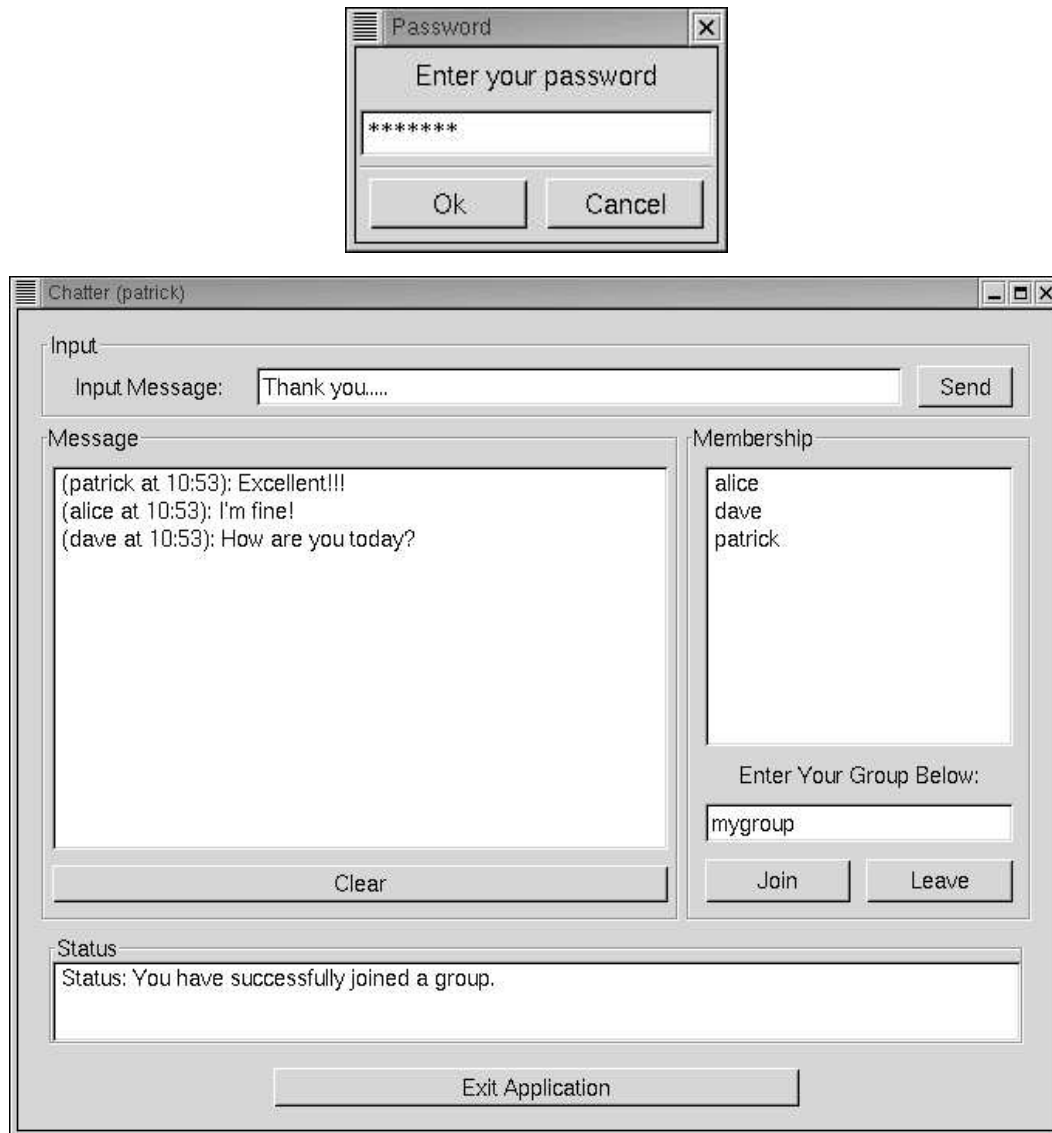 Password
Enter your password
*******
Ok Cancel
Chatter (patrick)
Input
Input Message: Thank you..... Send
Message
(patrick at 10:53): Excellent!!!
(alice at 10:53): I'm fine!
(dave at 10:53): How are you today?
Clear
Membership
alice
dave
patrick
Enter Your Group Below:
mygroup
Join Leave
Status
Status: You have successfully joined a group.
Exit Application